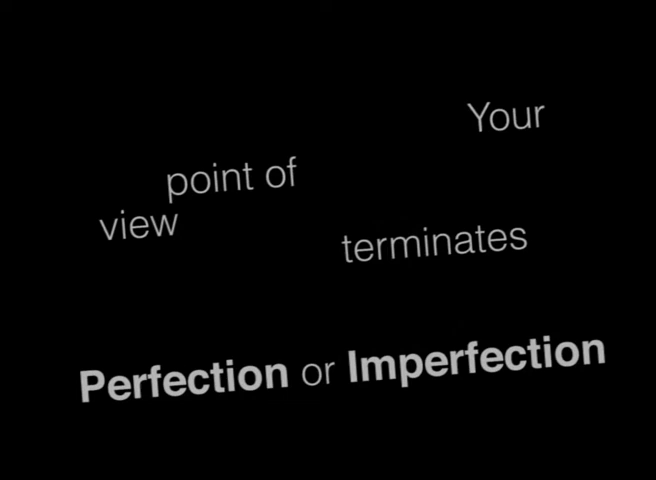 Your
point of
view
terminates
Perfection or Imperfection